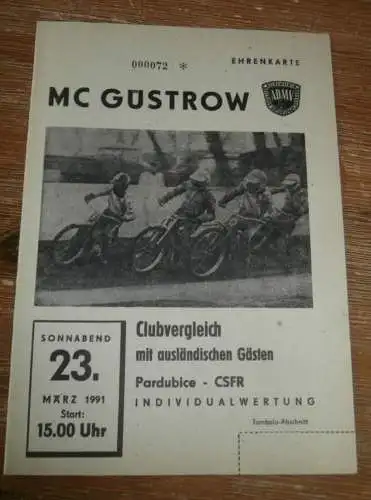 000072 *
EHRENKARTE
MC GÜSTROW
ADMV
SONNABEND
23.
MÄRZ 1991
Start:
15.00 Uhr
Clubvergleich
mit ausländischen Gästen
Pardubice - CSFR
INDIVIDUALWERTUNG
Tombola-Abschnitt